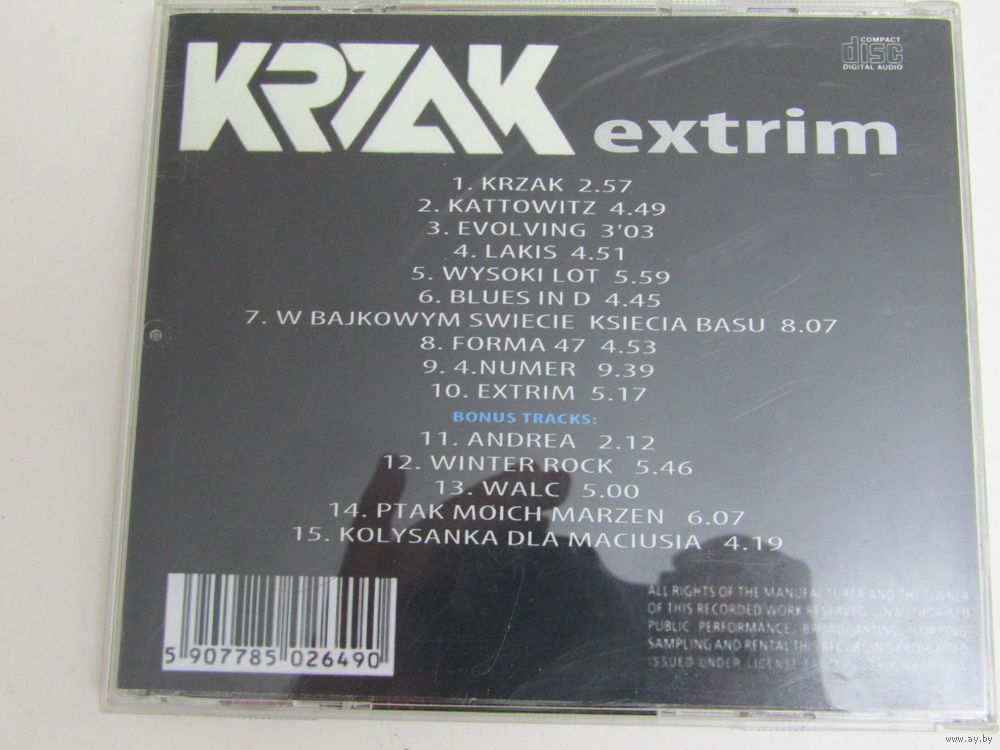 KRZAK extrim
COMPACT
disc
DIGITAL AUDIO
1. KRZAK 2.57
2. KATTOWITZ 4.49
3. EVOLVING 3'03
4. LAKIS 4.51
5. WYSOKI LOT 5.59
6. BLUES IN D 4.45
7. W BAJKOWYM SWIECIE KSIECIA BASU 8.07
8. FORMA 47 4.53
9. 4.NUMER 9.39
10. EXTRIM 5.17
BONUS TRACKS:
11. ANDREA 2.12
12. WINTER ROCK 5.46
13. WALC 5.00
14. PTAK MOICH MARZEN 6.07
15. KOLYSANKA DLA MACIUSIA 4.19
ALL RIGHTS OF THE MANUFACTURER AND THE OWNER
OF THIS RECORDED WORK RESERVED
PUBLIC PERFORMANCE, BROADCASTING
SAMPLING AND RENTAL THIS RECORDING PROHIBITED
ISSUED UNDER LICENSE
5 907785 026490
www.ay.by